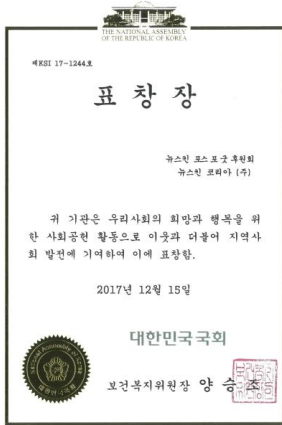 THE NATIONAL ASSEMBLY
OF THE REPUBLIC OF KOREA
제KSI 17-1244호
표 창 장
뉴스킨 포스 포 굿 후원회
뉴스킨 코리아 (주)
귀 기관은 우리사회의 희망과 행복을 위
한 사회공헌 활동으로 이웃과 더불어 지역사
회 발전에 기여하여 이에 표창함.
2017년 12월 15일
대한민국국회
보건복지위원장 양 승 조